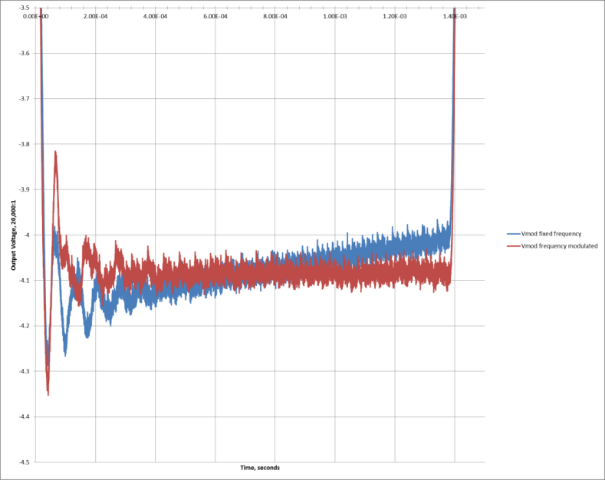 -3.5
0.00E+00 2.00E-04 4.00E-04 6.00E-04 8.00E-04 1.00E-03 1.20E-03 1.40E-03
-3.6
-3.7
-3.8
-3.9
-4
-4.1
-4.2
-4.3
-4.4
-4.5
Output Voltage, 20,000:1
Time, seconds
Vmod fixed frequency
Vmod frequency modulated